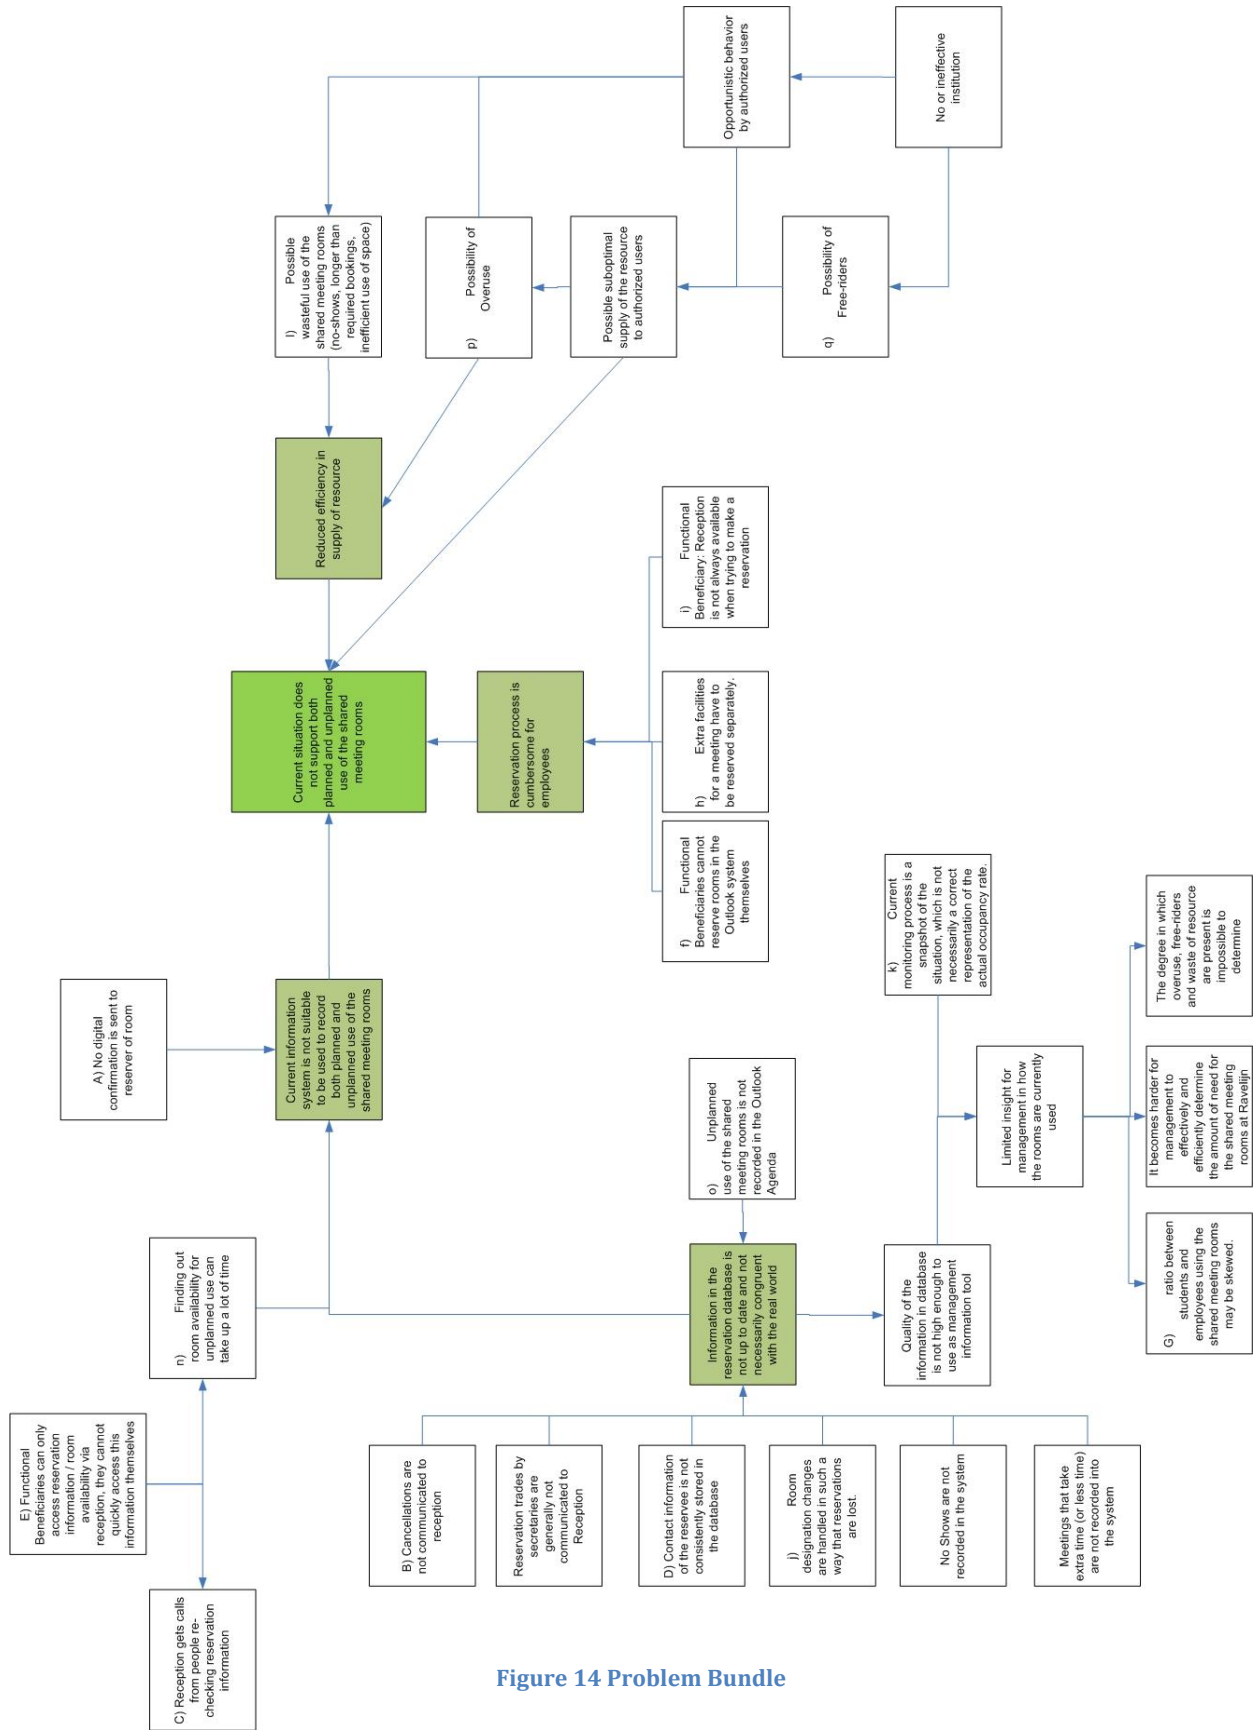 E) Functional
Beneficiaries can only
access reservation
information / room
availability via
reception, they cannot
quickly access this
information themselves
C) Reception gets calls
from people re-
checking reservation
information
n) Finding out
room availability for
unplanned use can
take up a lot of time
A) No digital
confirmation is sent to
reserver of room
Current information
system is not suitable
to be used to record
both planned and
unplanned use of the
shared meeting rooms
Current situation does
not support both
planned and unplanned
use of the shared
meeting rooms
Reduced efficiency in
supply of resource
l) Possible
wasteful use of the
shared meeting rooms
(no-shows, longer than
required bookings,
inefficient use of space)
p) Possibility of
Overuse
Possible suboptimal
supply of the resource
to authorized users
q) Possibility of
Free-riders
Opportunistic behavior
by authorized users
No or ineffective
institution
Reservation process is
cumbersome for
employees
f) Functional
Beneficiaries cannot
reserve rooms in the
Outlook system
themselves
h) Extra facilities
for a meeting have to
be reserved separately.
i) Functional
Beneficiary: Reception
is not always available
when trying to make a
reservation
B) Cancellations are
not communicated to
reception
Reservation trades by
secretaries are
generally not
communicated to
Reception
D) Contact information
of the reservee is not
consistently stored in
the database
j) Room
designation changes
are handled in such a
way that reservations
are lost.
No Shows are not
recorded in the system
Meetings that take
extra time (or less time)
are not recorded into
the system
Information in the
reservation database is
not up to date and not
necessarily congruent
with the real world
o) Unplanned
use of the shared
meeting rooms is not
recorded in the Outlook
Agenda
Quality of the
information in database
is not high enough to
use as management
information tool
k) Current
monitoring process is a
snapshot of the
situation, which is not
necessarily a correct
representation of the
actual occupancy rate.
Limited insight for
management in how
the rooms are currently
used
G) ratio between
students and
employees using the
shared meeting rooms
may be skewed.
It becomes harder for
management to
effectively and
efficiently determine
the amount of need for
the shared meeting
rooms at Ravelijn
The degree in which
overuse, free-riders
and waste of resource
are present is
impossible to
determine
Figure 14 Problem Bundle